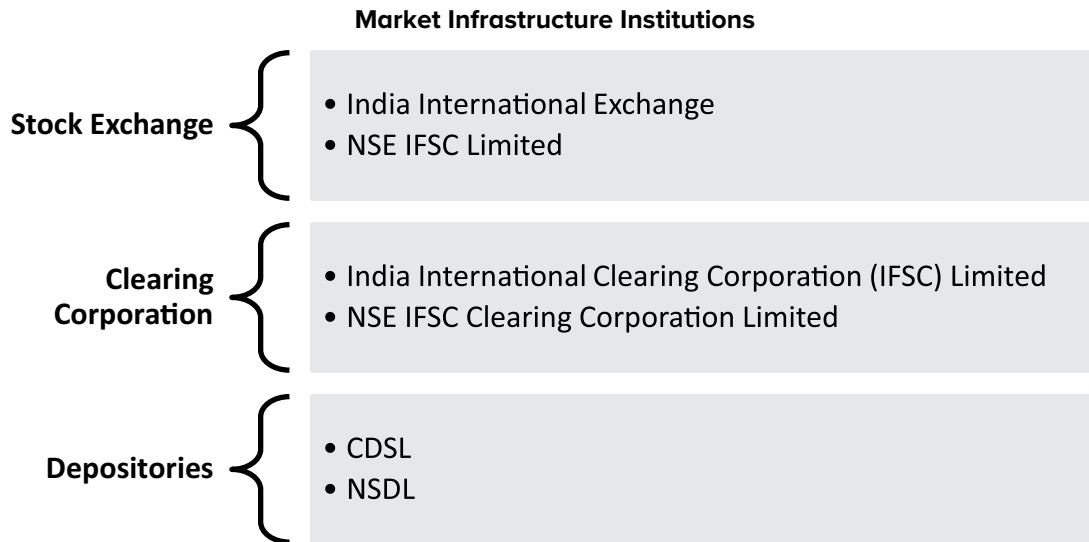 Market Infrastructure Institutions
Stock Exchange
• India International Exchange
• NSE IFSC Limited
Clearing
Corporation
• India International Clearing Corporation (IFSC) Limited
• NSE IFSC Clearing Corporation Limited
Depositories
• CDSL
• NSDL